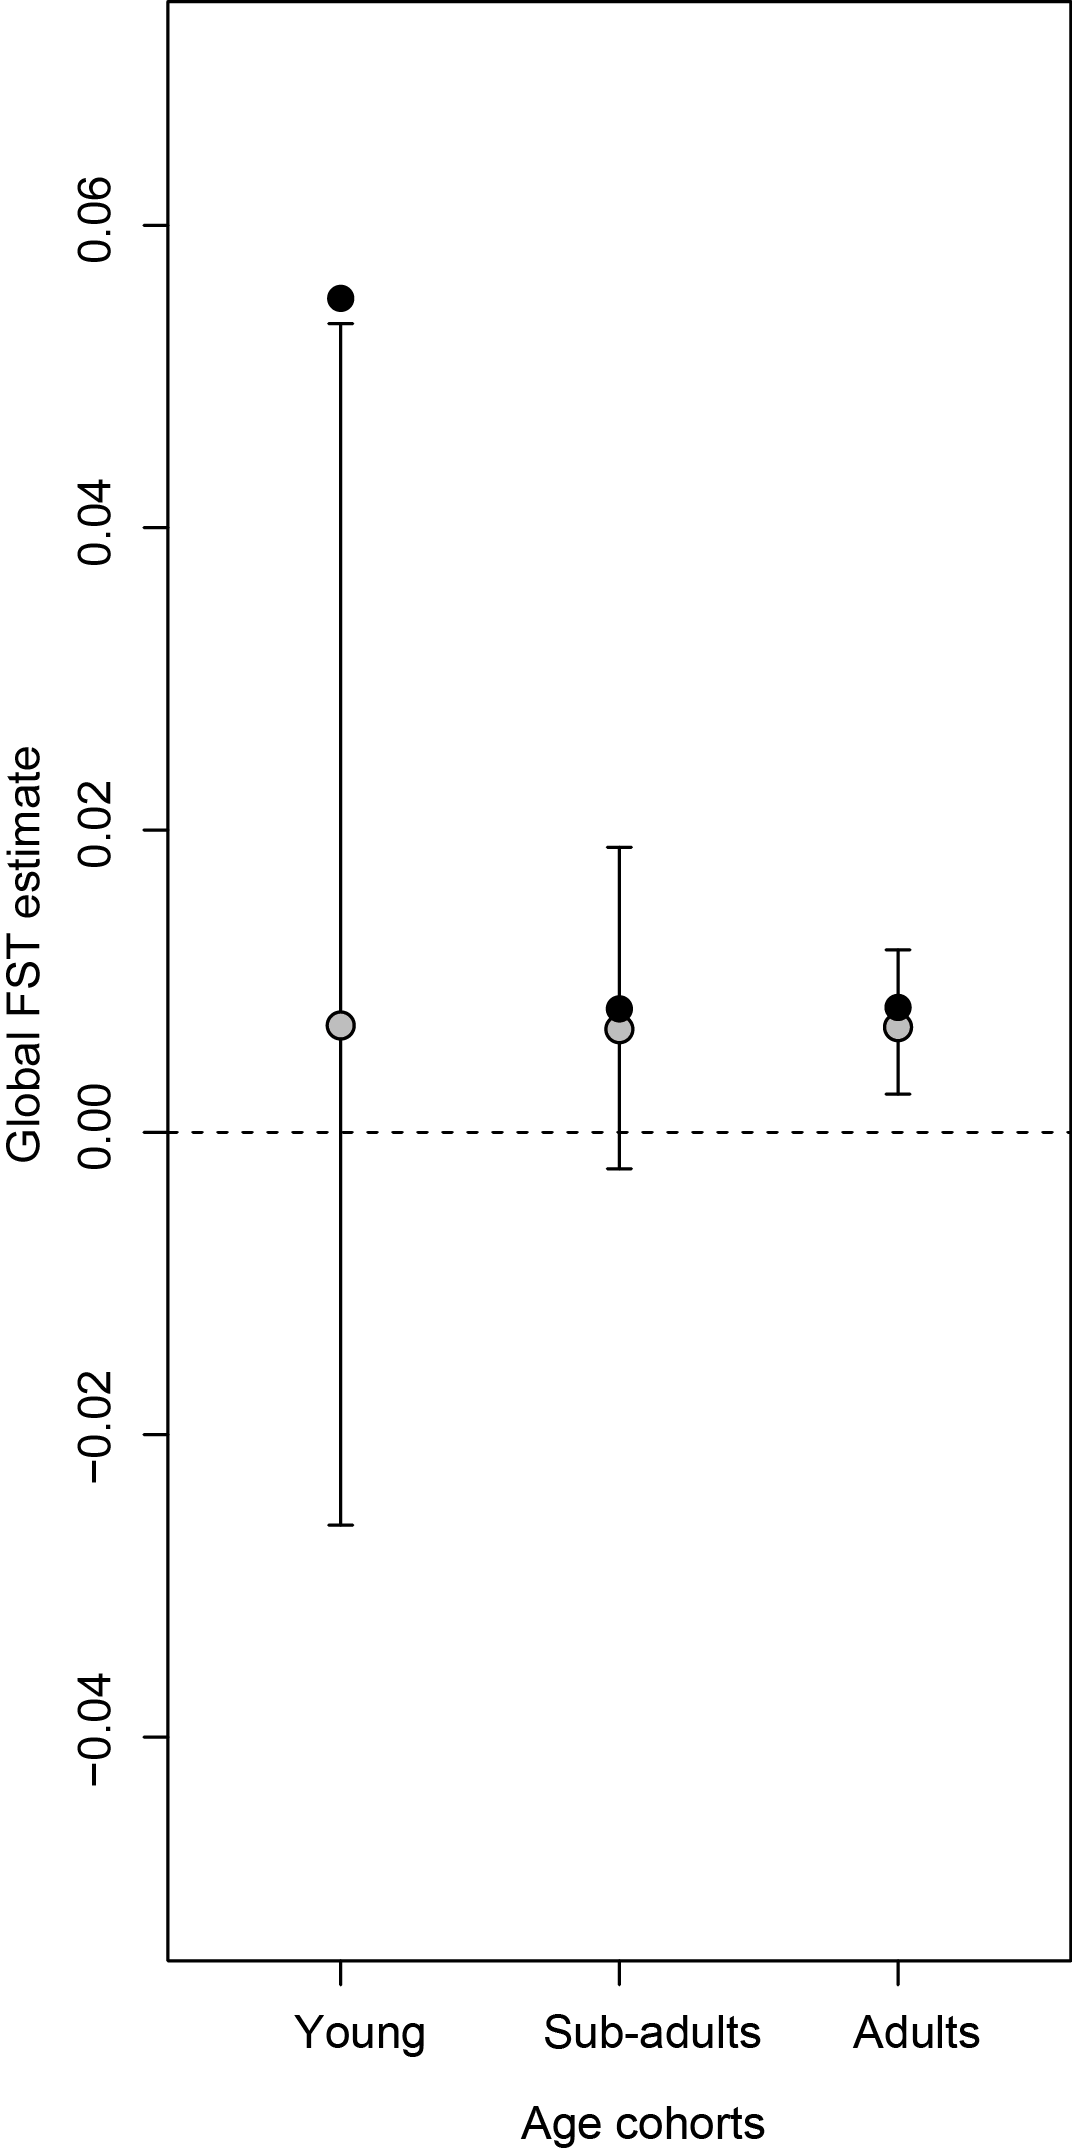 Global FST estimate
0.06
0.04
0.02
0.00
−0.02
−0.04
Young
Sub-adults
Adults
Age cohorts